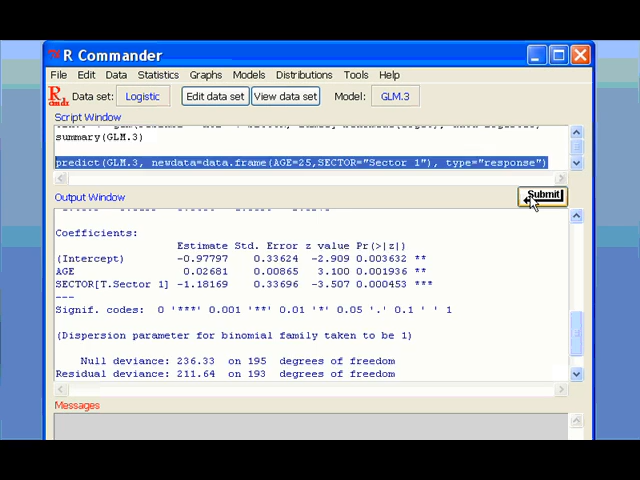 R Commander
File Edit Data Statistics Graphs Models Distributions Tools Help
R cmdr Data set: Logistic Edit data set View data set Model: GLM.3
Script Window
summary(GLM.3)
predict(GLM.3, newdata=data.frame(AGE=25,SECTOR="Sector 1"), type="response")
Output Window
Submit
Coefficients:
Estimate Std. Error z value Pr(>|z|)
(Intercept) -0.97797 0.33624 -2.909 0.003632 **
AGE 0.02681 0.00865 3.100 0.001936 **
SECTOR[T.Sector 1] -1.18169 0.33696 -3.507 0.000453 ***
---
Signif. codes: 0 '***' 0.001 '**' 0.01 '*' 0.05 '.' 0.1 ' ' 1
(Dispersion parameter for binomial family taken to be 1)
Null deviance: 236.33 on 195 degrees of freedom
Residual deviance: 211.64 on 193 degrees of freedom
Messages